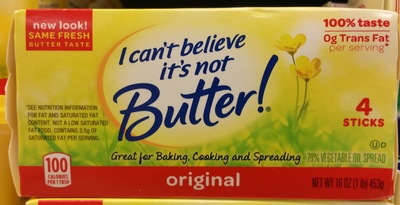 new look!
SAME FRESH
BUTTER TASTE
100% taste
0g Trans Fat
per serving*
I can't believe
it's not
Butter!®
*SEE NUTRITION INFORMATION
FOR FAT AND SATURATED FAT
CONTENT. NOT A LOW SATURATED
FAT FOOD. CONTAINS 3.5g OF
SATURATED FAT PER SERVING.
4
STICKS
100
CALORIES
PER 1 TBSP
Great for Baking, Cooking and Spreading
79% VEGETABLE OIL SPREAD
original
NET WT 16 OZ (1 lb) 453g